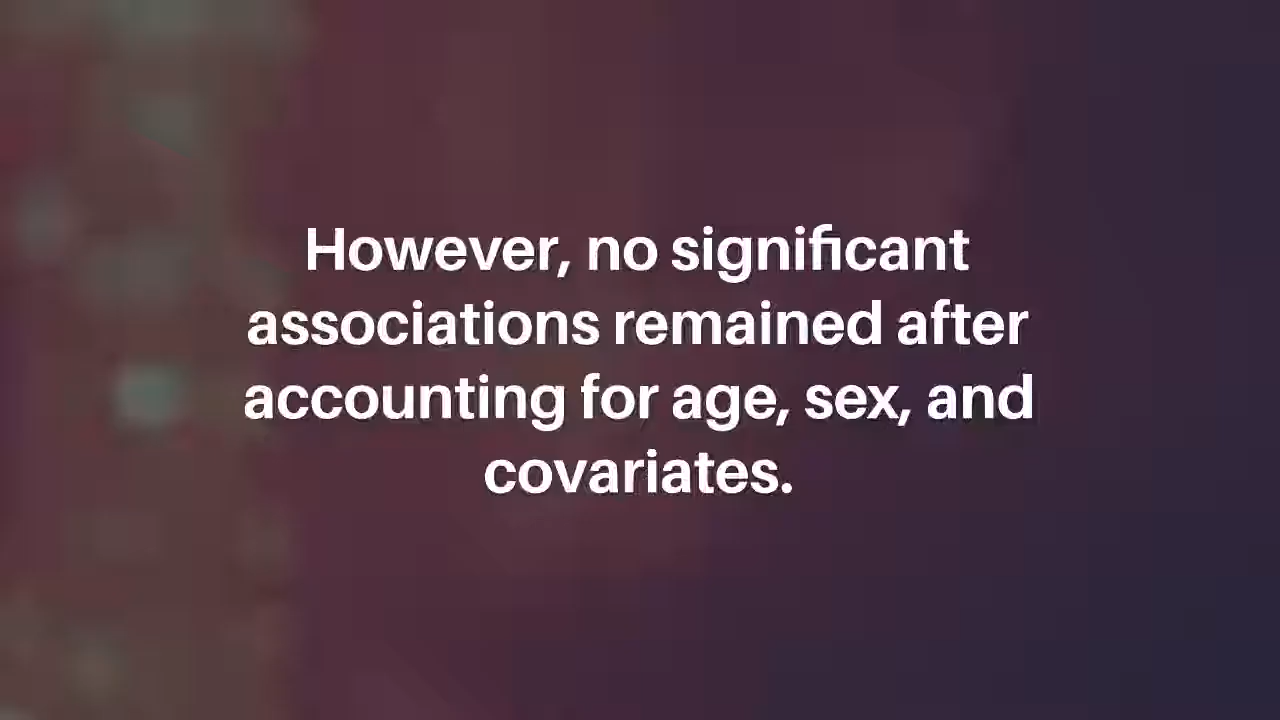 However, no significant
associations remained after
accounting for age, sex, and
covariates.